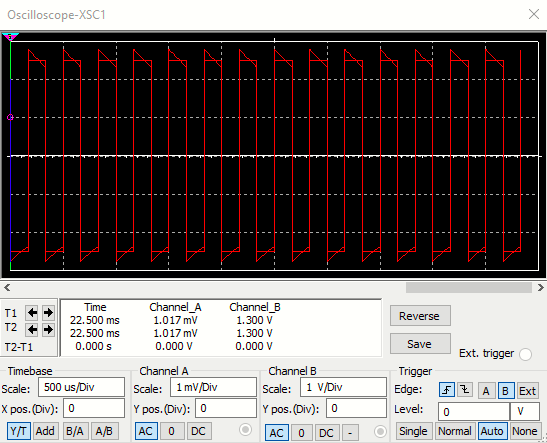 Oscilloscope-XSC1
T1
T2
T2-T1
Time Channel_A Channel_B
22.500 ms 1.017 mV 1.300 V
22.500 ms 1.017 mV 1.300 V
0.000 s 0.000 V 0.000 V
Reverse
Save
Ext. trigger
Timebase
Scale: 500 us/Div
X pos.(Div): 0
Y/T Add B/A A/B
Channel A
Scale: 1 mV/Div
Y pos.(Div): 0
AC 0 DC
Channel B
Scale: 1 V/Div
Y pos.(Div): 0
AC 0 DC -
Trigger
Edge: A B Ext
Level: 0 V
Single Normal Auto None